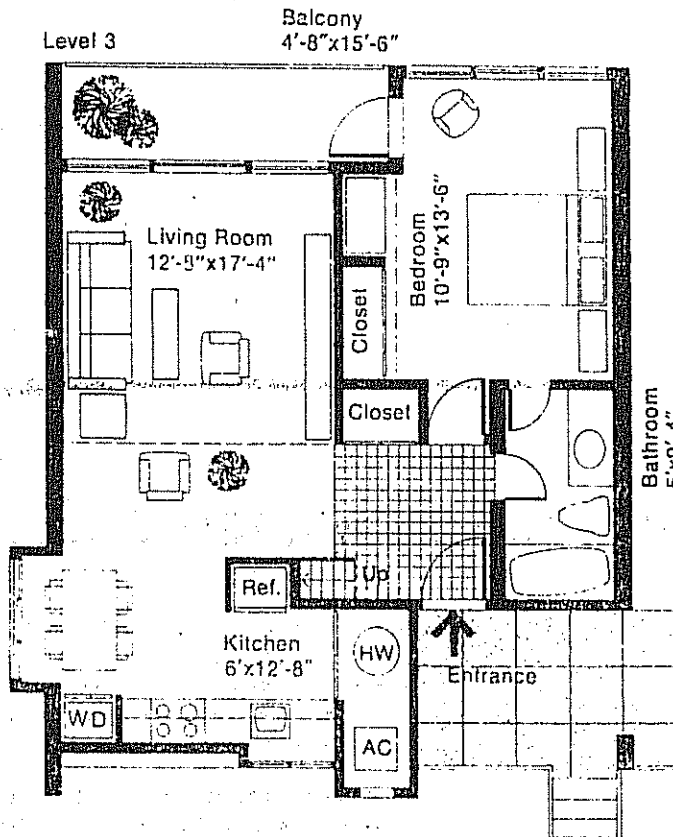 Level 3
Balcony
4'-8"x15'-6"
Living Room
12'-9"x17'-4"
Bedroom
10'-9"x13'-6"
Closet
Closet
Bathroom
Ref.
Up
Kitchen
6'x12'-8"
HW
Entrance
WD
AC